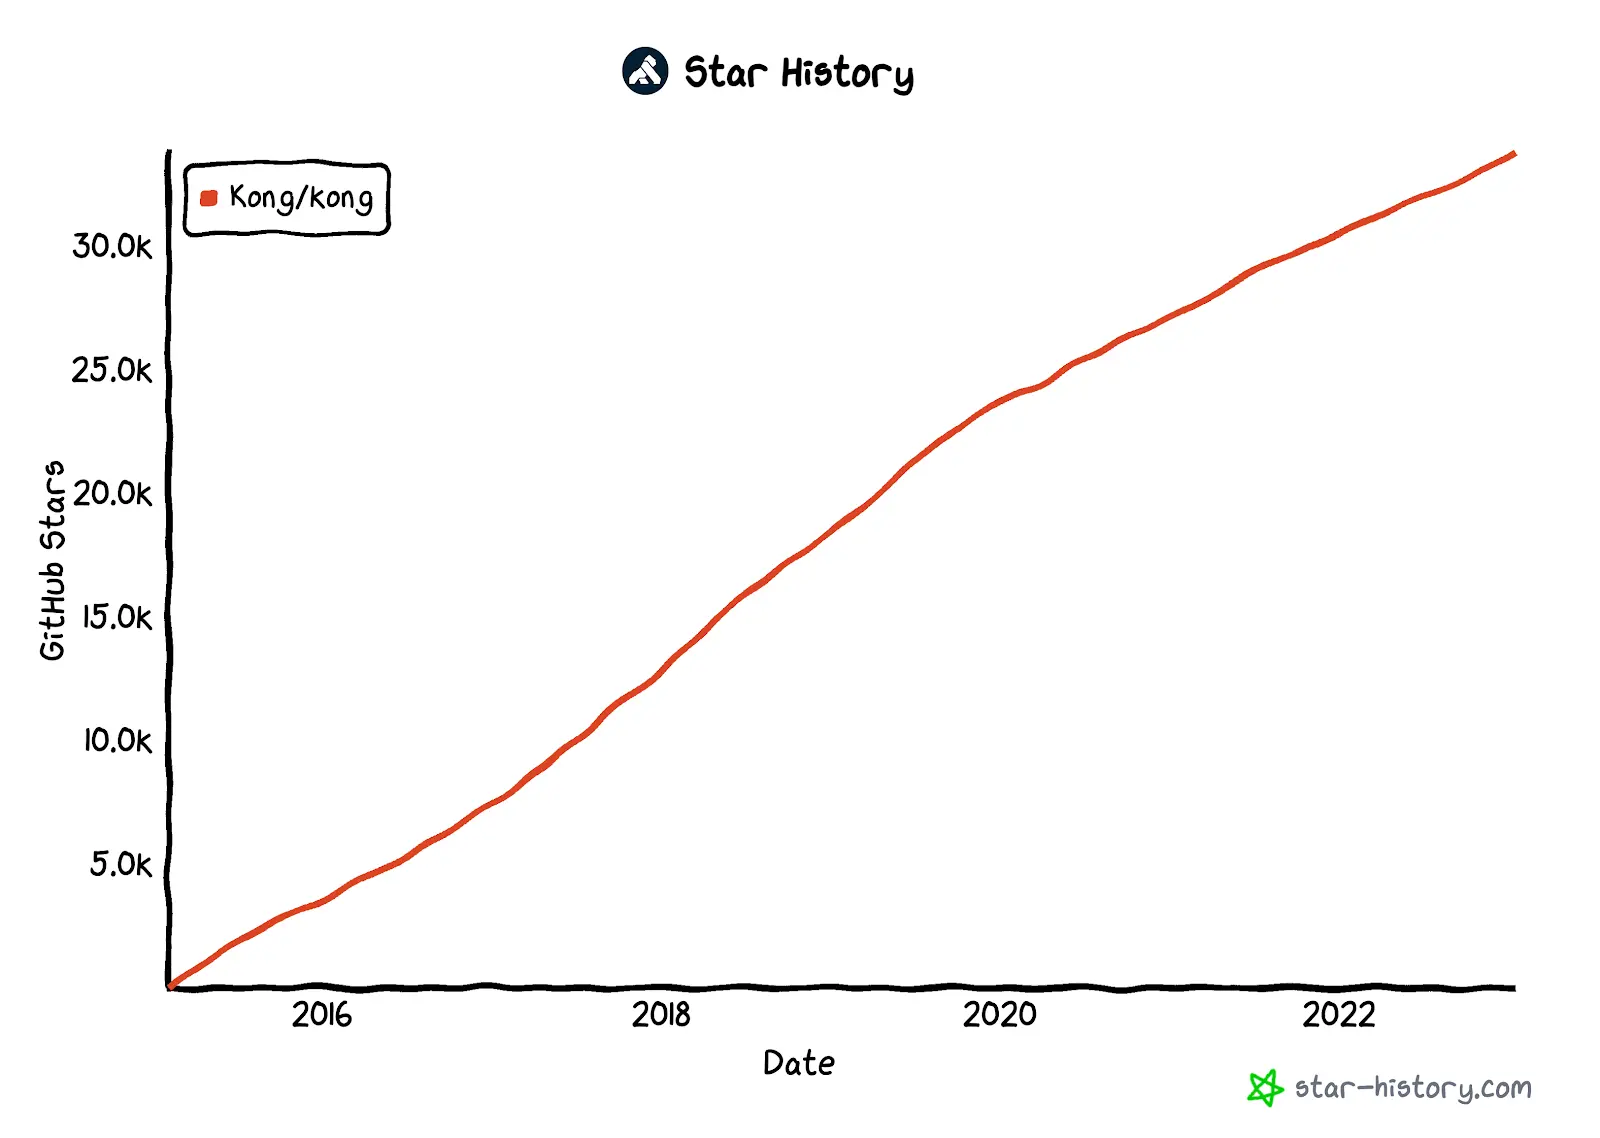 Star History
Kong/kong
30.0k
25.0k
20.0k
15.0k
10.0k
5.0k
GitHub Stars
2016
2018
2020
2022
Date
star-history.com